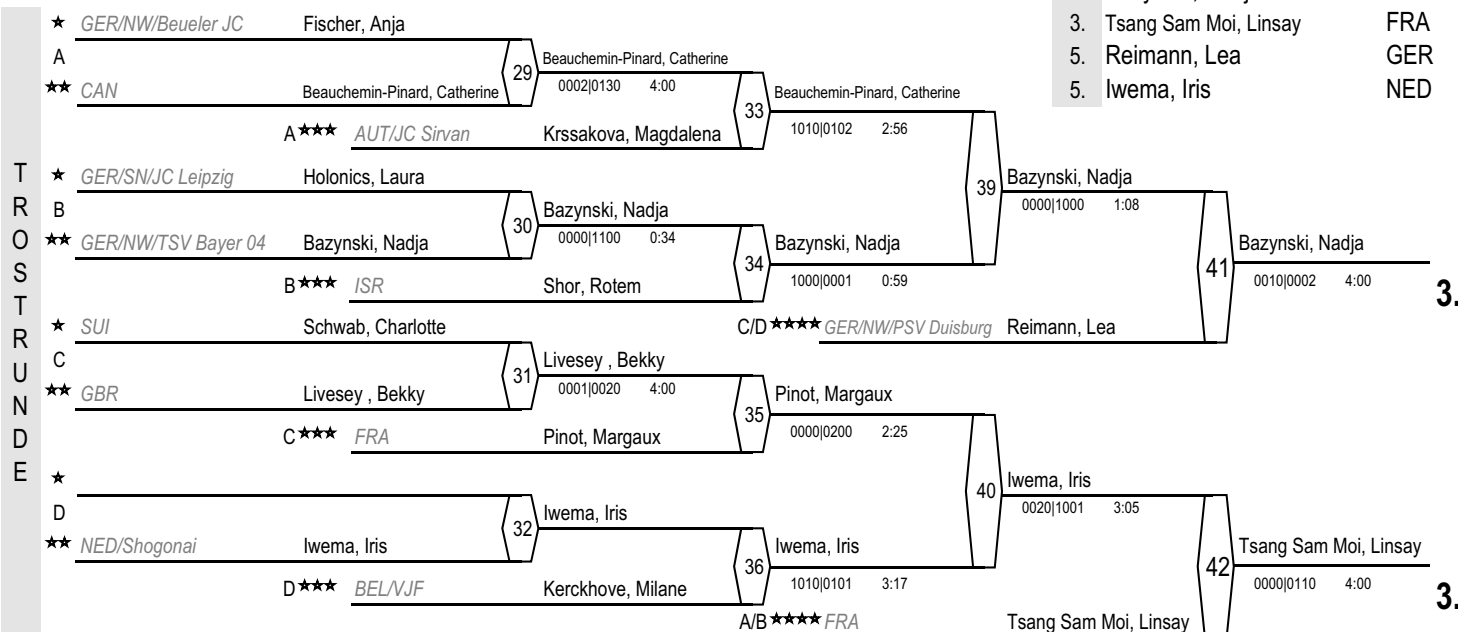 3. Tsang Sam Moi, Linsay FRA
5. Reimann, Lea GER
5. Iwema, Iris NED
TROSTRUNDE
★ GER/NW/Beueler JC Fischer, Anja
A
★★ CAN Beauchemin-Pinard, Catherine
29 Beauchemin-Pinard, Catherine
0002|0130 4:00
A★★★ AUT/JC Sirvan Krssakova, Magdalena
33 Beauchemin-Pinard, Catherine
1010|0102 2:56
★ GER/SN/JC Leipzig Holonics, Laura
B
★★ GER/NW/TSV Bayer 04 Bazynski, Nadja
30 Bazynski, Nadja
0000|1100 0:34
B★★★ ISR Shor, Rotem
34 Bazynski, Nadja
1000|0001 0:59
39 Bazynski, Nadja
0000|1000 1:08
C/D★★★★ GER/NW/PSV Duisburg Reimann, Lea
41 Bazynski, Nadja
0010|0002 4:00
3.
★ SUI Schwab, Charlotte
C
★★ GBR Livesey , Bekky
31 Livesey , Bekky
0001|0020 4:00
C★★★ FRA Pinot, Margaux
35 Pinot, Margaux
0000|0200 2:25
★
D
★★ NED/Shogonai Iwema, Iris
32 Iwema, Iris
D★★★ BEL/VJF Kerckhove, Milane
36 Iwema, Iris
1010|0101 3:17
40 Iwema, Iris
0020|1001 3:05
A/B★★★★ FRA Tsang Sam Moi, Linsay
42 Tsang Sam Moi, Linsay
0000|0110 4:00
3.